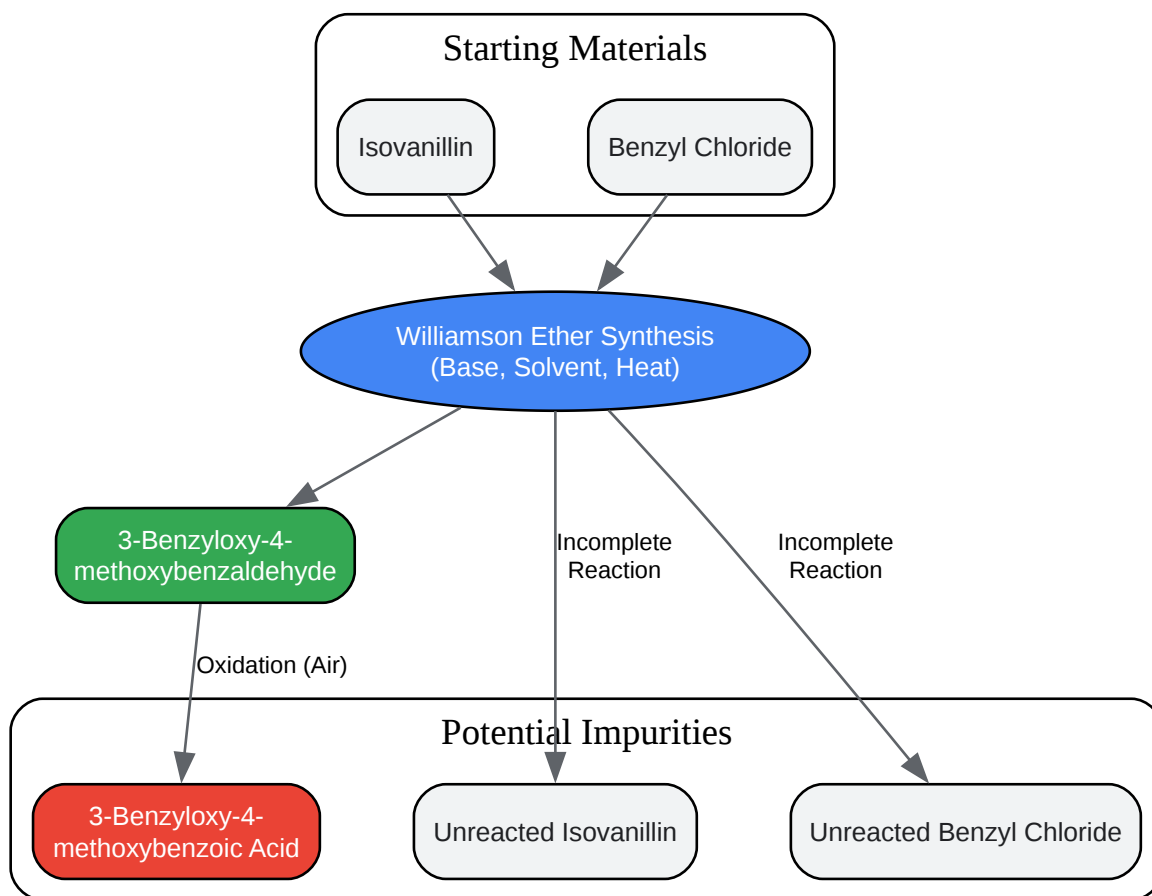 Starting Materials
Isovanillin
Benzyl Chloride
Williamson Ether Synthesis
(Base, Solvent, Heat)
3-Benzyloxy-4-
methoxybenzaldehyde
Incomplete
Reaction
Incomplete
Reaction
Oxidation (Air)
Potential Impurities
3-Benzyloxy-4-
methoxybenzoic Acid
Unreacted Isovanillin
Unreacted Benzyl Chloride